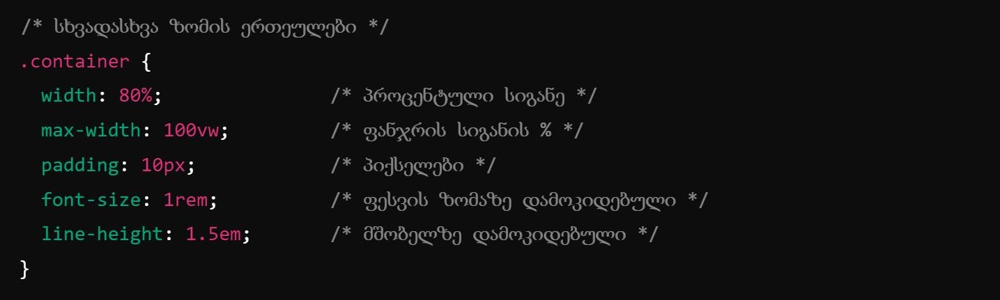 /* სხვადასხვა ზომის ერთეულები */
.container {
  width: 80%;               /* პროცენტული სიგანე */
  max-width: 100vw;         /* ფანჯრის სიგანის % */
  padding: 10px;            /* პიქსელები */
  font-size: 1rem;          /* ფესვის ზომაზე დამოკიდებული */
  line-height: 1.5em;       /* მშობელზე დამოკიდებული */
}